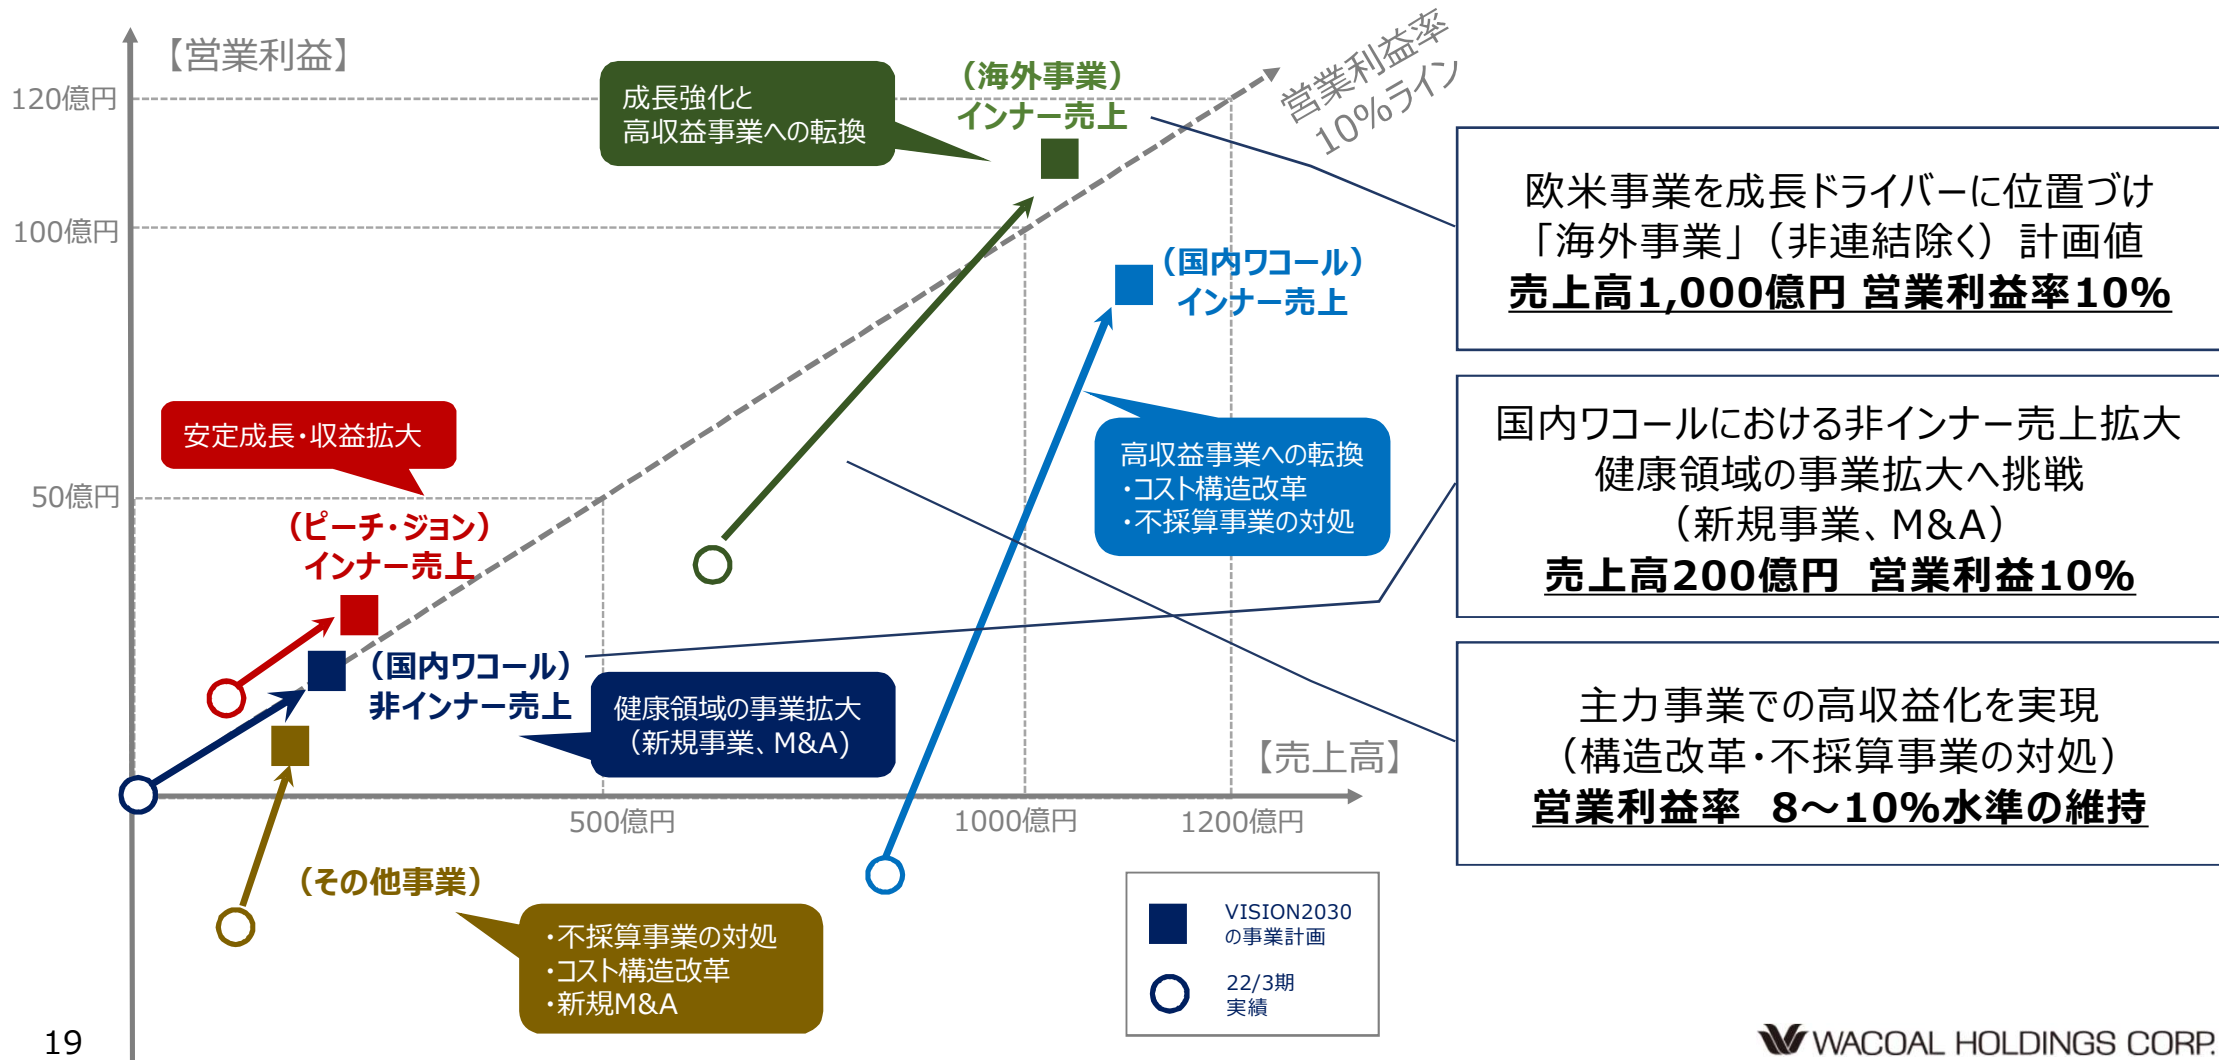 【営業利益】
120億円
100億円
50億円
成長強化と
高収益事業への転換
（海外事業）
インナー売上
営業利益率
10%ライン
（国内ワコール）
インナー売上
安定成長・収益拡大
（ピーチ・ジョン）
インナー売上
高収益事業への転換
・コスト構造改革
・不採算事業の対処
（国内ワコール）
非インナー売上
健康領域の事業拡大
（新規事業、M&A）
【売上高】
500億円
1000億円
1200億円
（その他事業）
・不採算事業の対処
・コスト構造改革
・新規M&A
VISION2030
の事業計画
22/3期
実績
欧米事業を成長ドライバーに位置づけ
「海外事業」（非連結除く）計画値
売上高1,000億円 営業利益率10%
国内ワコールにおける非インナー売上拡大
健康領域の事業拡大へ挑戦
（新規事業、M&A）
売上高200億円 営業利益10%
主力事業での高収益化を実現
（構造改革・不採算事業の対処）
営業利益率 8～10%水準の維持
19
WACOAL HOLDINGS CORP.